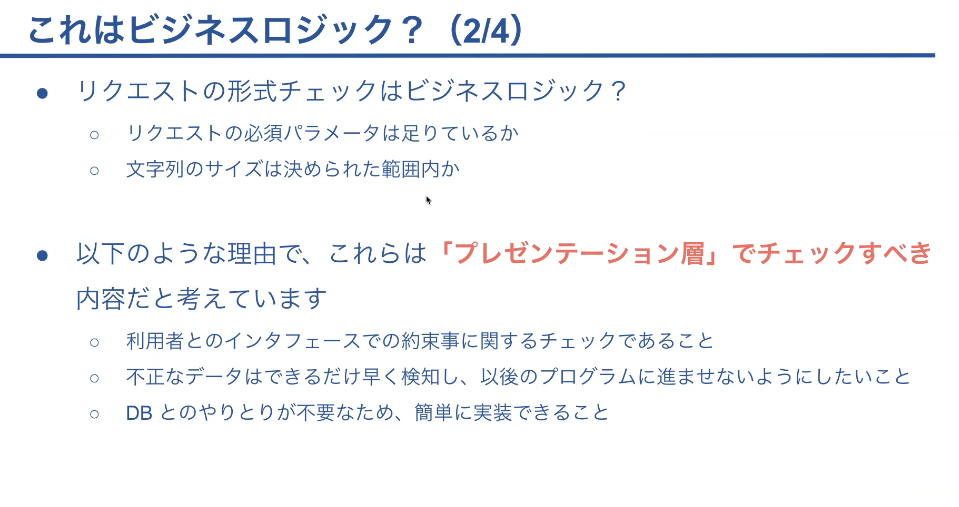 これはビジネスロジック？（2/4）
● リクエストの形式チェックはビジネスロジック？
○ リクエストの必須パラメータは足りているか
○ 文字列のサイズは決められた範囲内か
● 以下のような理由で、これらは「プレゼンテーション層」でチェックすべき
内容だと考えています
○ 利用者とのインタフェースでの約束事に関するチェックであること
○ 不正なデータはできるだけ早く検知し、以後のプログラムに進ませないようにしたいこと
○ DB とのやりとりが不要なため、簡単に実装できること